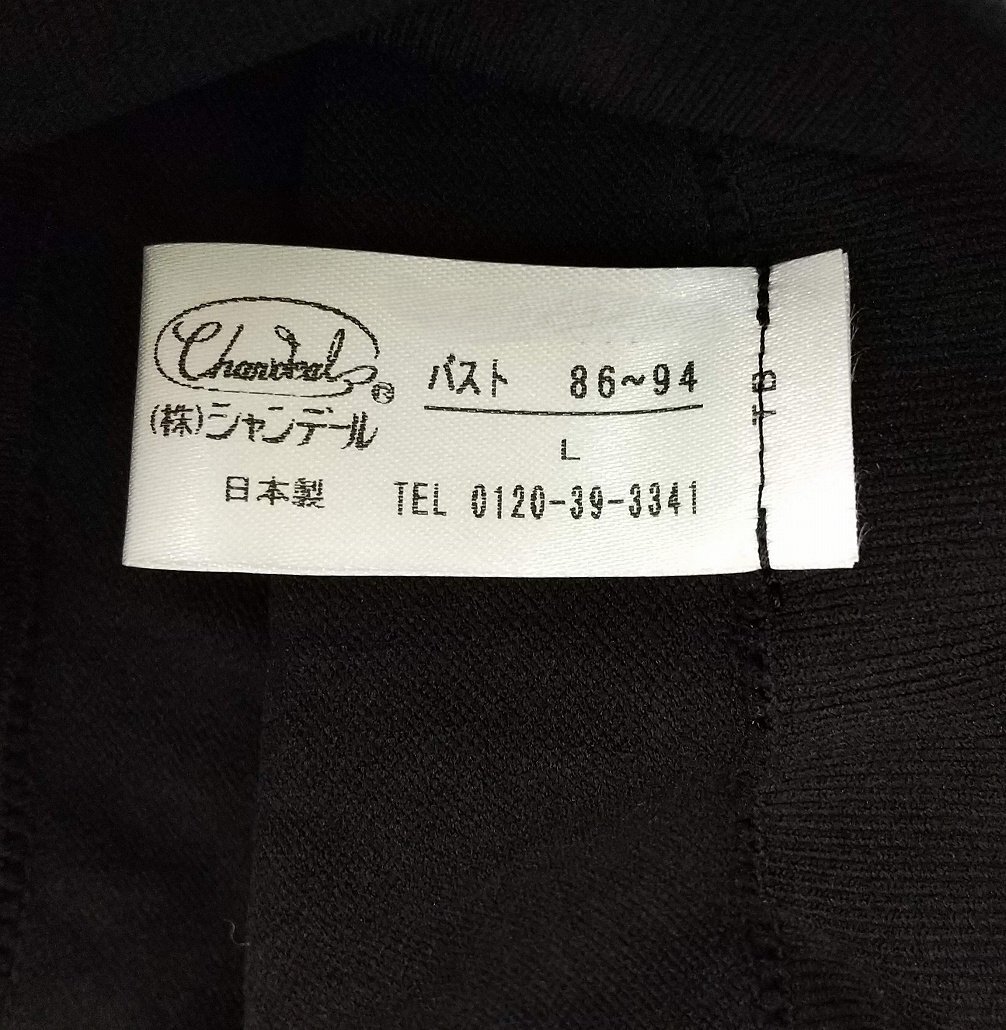 Chandeal®
(株)シャンデール
日本製
バスト 86~94
L
TEL 0120-39-3341